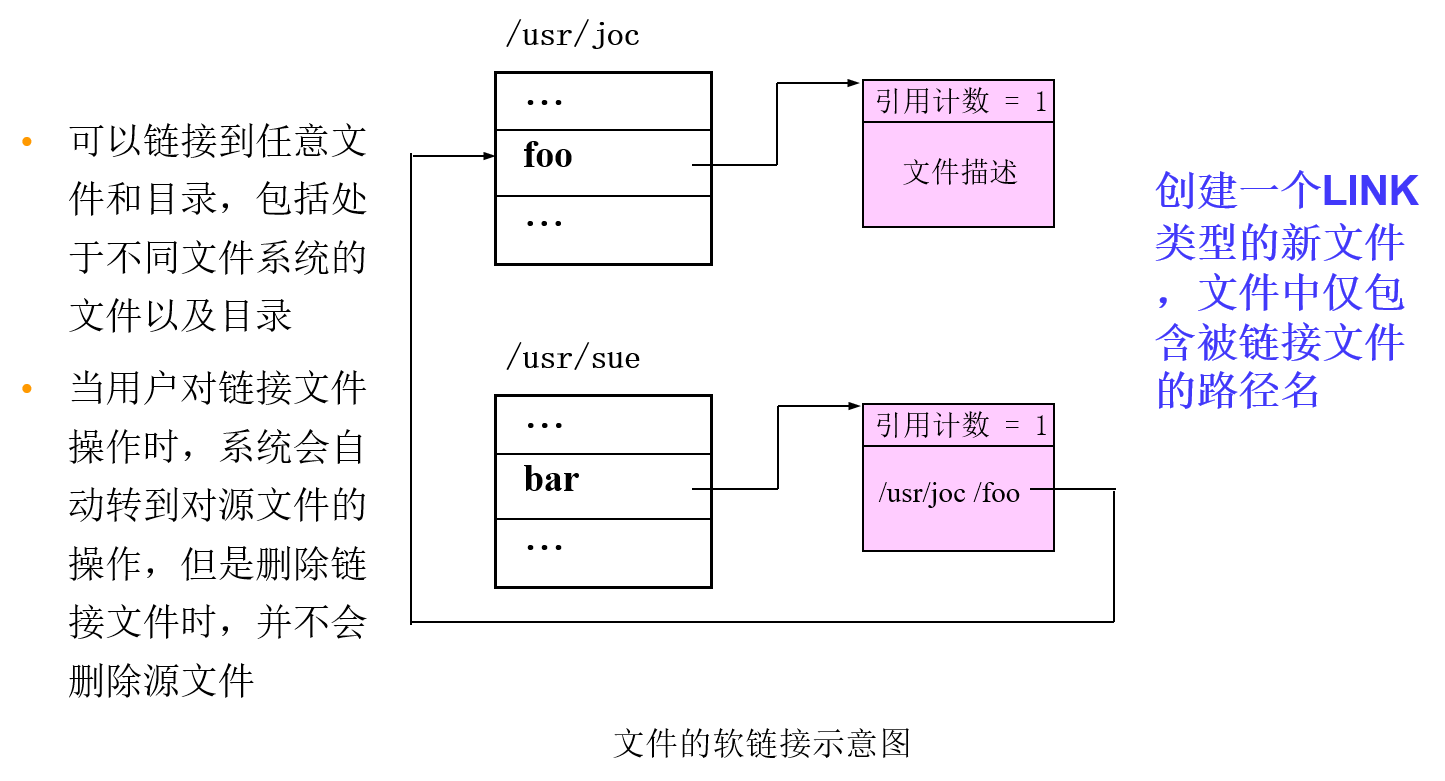 • 可以链接到任意文
件和目录，包括处
于不同文件系统的
文件以及目录
• 当用户对链接文件
操作时，系统会自
动转到对源文件的
操作，但是删除链
接文件时，并不会
删除源文件
/usr/joc
…
foo
…
引用计数 = 1
文件描述
/usr/sue
…
bar
…
引用计数 = 1
/usr/joc /foo
创建一个LINK
类型的新文件
，文件中仅包
含被链接文件
的路径名
文件的软链接示意图